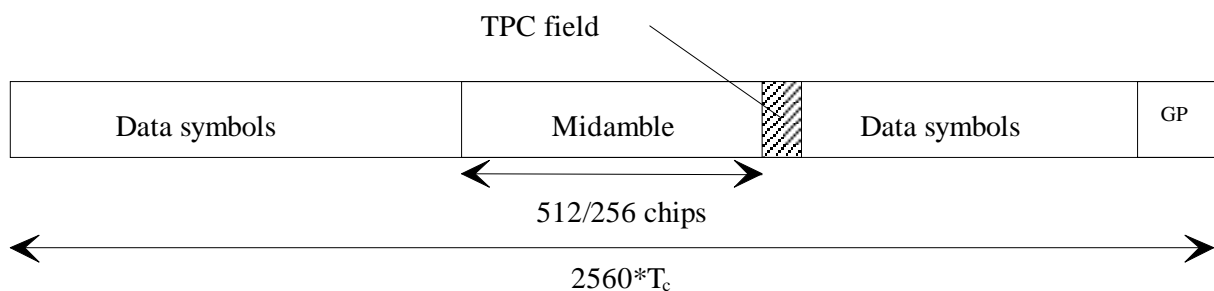 TPC field
Data symbols
Midamble
Data symbols
GP
512/256 chips
2560*Tc